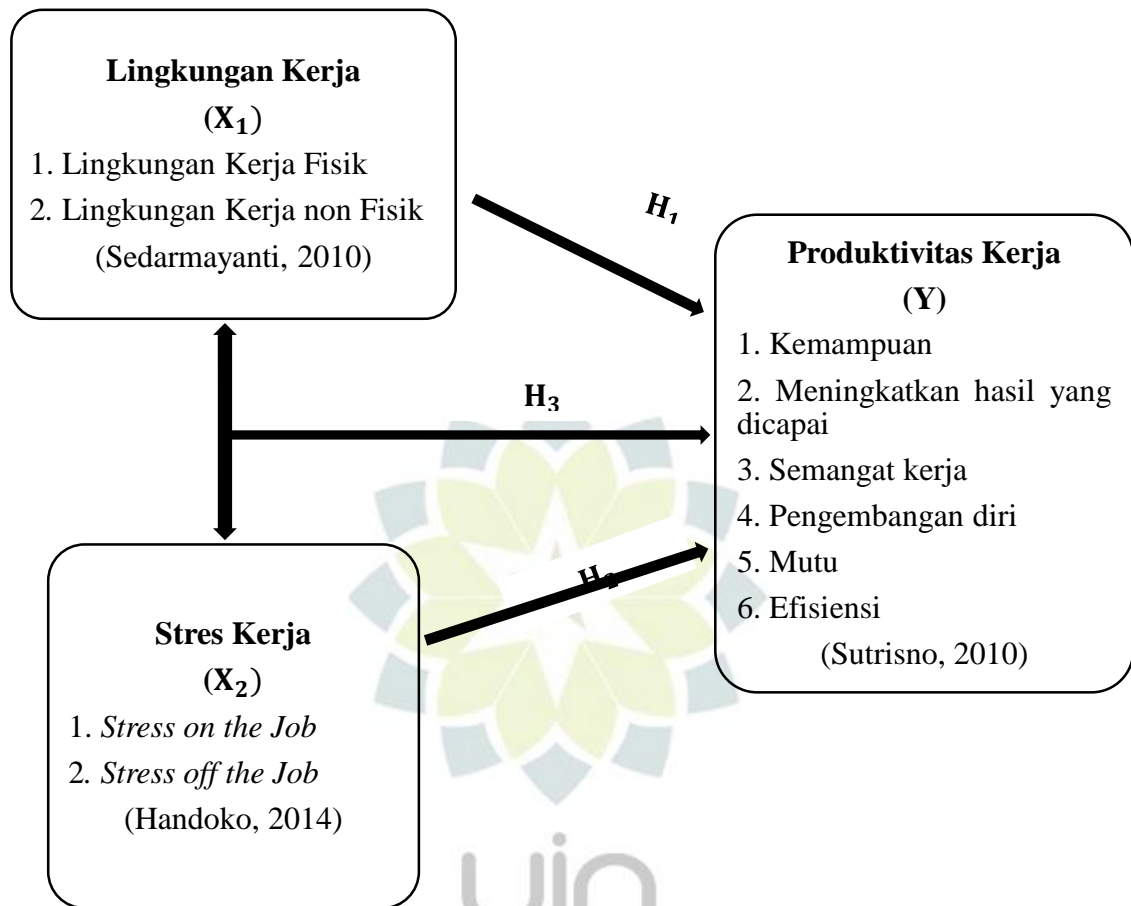 Lingkungan Kerja
(X₁)
1. Lingkungan Kerja Fisik
2. Lingkungan Kerja non Fisik
(Sedarmayanti, 2010)
H₁
Produktivitas Kerja
(Y)
1. Kemampuan
2. Meningkatkan hasil yang
dicapai
3. Semangat kerja
4. Pengembangan diri
5. Mutu
6. Efisiensi
(Sutrisno, 2010)
H₃
H₂
Stres Kerja
(X₂)
1. Stress on the Job
2. Stress off the Job
(Handoko, 2014)
uin